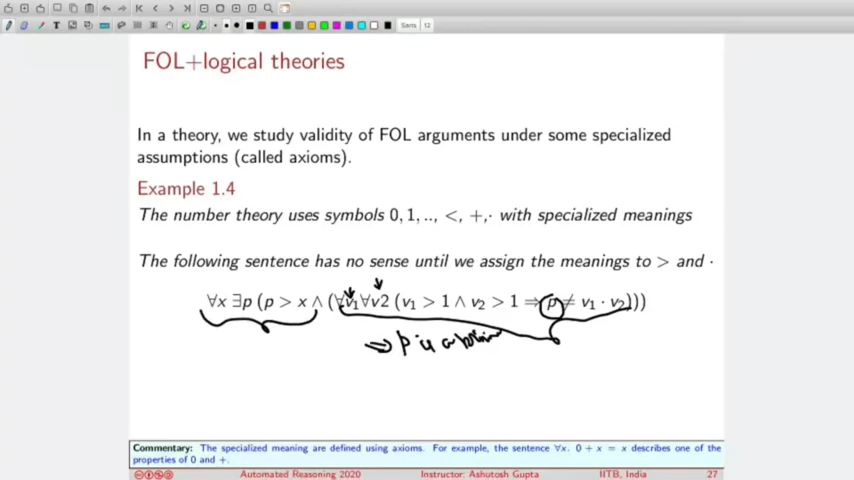 Sans 12
FOL+logical theories
In a theory, we study validity of FOL arguments under some specialized
assumptions (called axioms).
Example 1.4
The number theory uses symbols 0, 1, .., <, +,· with specialized meanings
The following sentence has no sense until we assign the meanings to > and ·
∀x ∃p (p > x ∧ (∀v₁∀v2 (v₁ > 1 ∧ v₂ > 1 ⇒ p ≠ v₁ · v₂)))
⇒ p is a prime
Commentary: The specialized meaning are defined using axioms. For example, the sentence ∀x. 0 + x = x describes one of the
properties of 0 and +.
Automated Reasoning 2020 Instructor: Ashutosh Gupta IITB, India 27